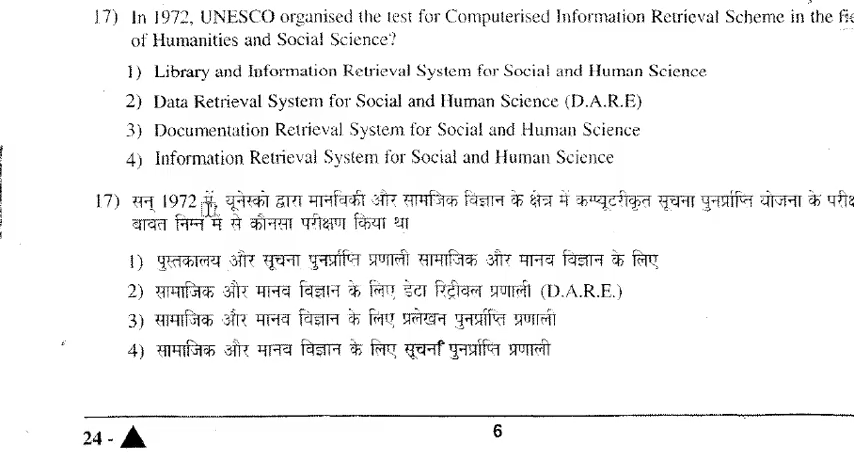 17) In 1972, UNESCO organised the test for Computerised Information Retrieval Scheme in the
of Humanities and Social Science?
1) Library and Information Retrieval System for Social and Human Science
2) Data Retrieval System for Social and Human Science (D.A.R.E)
3) Documentation Retrieval System for Social and Human Science
4) Information Retrieval System for Social and Human Science
17) सन् 1972 में, यूनेस्को द्वारा मानविकी और सामजिक विज्ञान के क्षेत्र में कम्प्यूटरीकृत सूचना पुनर्प्राप्ति योजना के
बावत निम्न में से कौनसा परीक्षण किया था
1) पुस्तकालय और सूचना पुनर्प्राप्ति प्रणाली सामाजिक और मानव विज्ञान के लिए
2) सामाजिक और मानव विज्ञान के लिए डेटा रिट्रीवल प्रणाली (D.A.R.E.)
3) सामाजिक और मानव विज्ञान के लिए प्रलेखन पुनर्प्राप्ति प्रणाली
4) सामाजिक और मानव विज्ञान के लिए सूचना पुनर्प्राप्ति प्रणाली
24 - 6